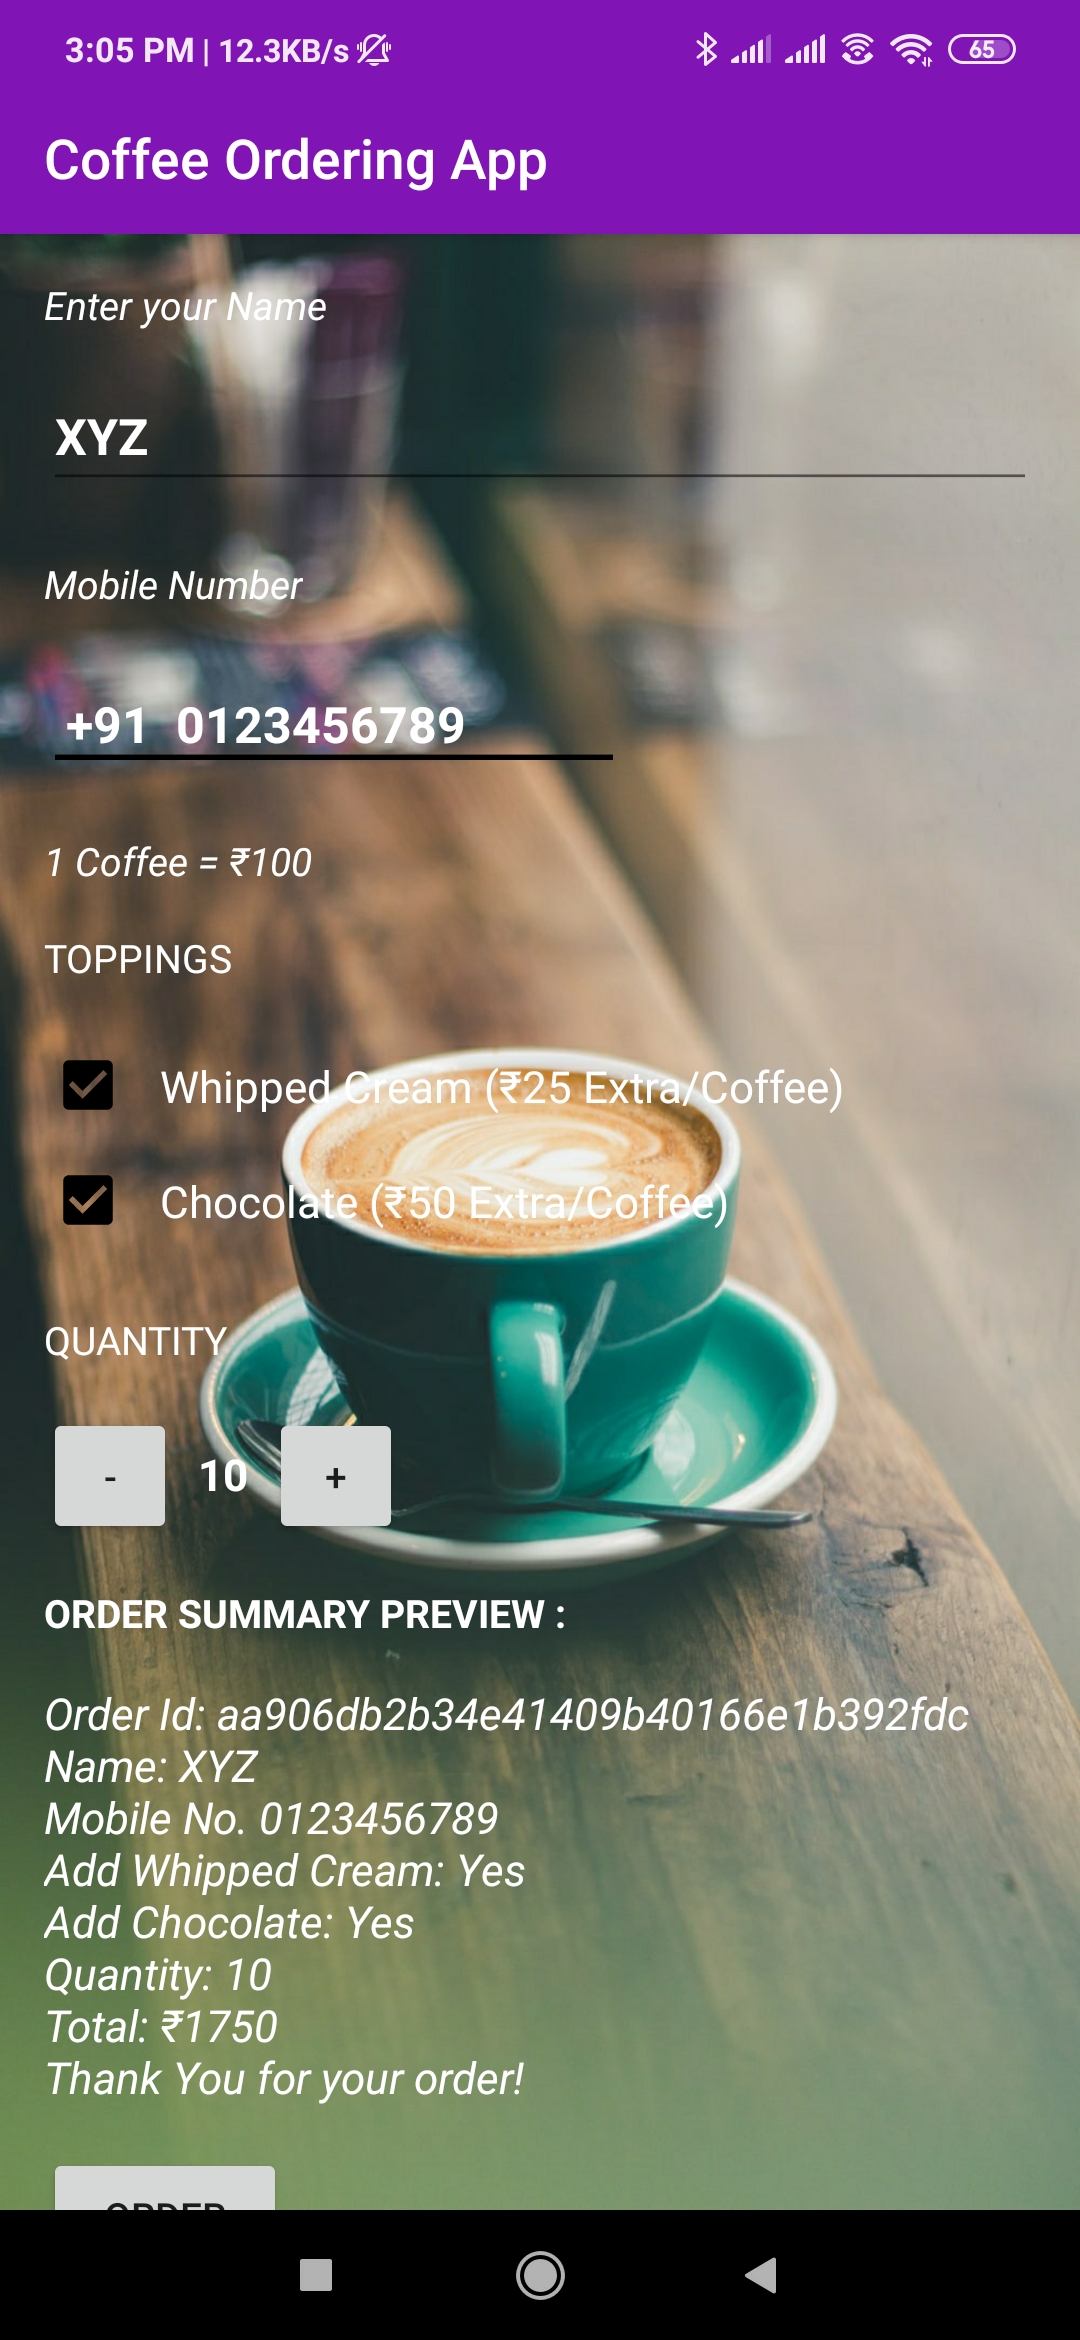 3:05 PM | 12.3KB/s
65
Coffee Ordering App
Enter your Name
XYZ
Mobile Number
+91 0123456789
1 Coffee = ₹100
TOPPINGS
Whipped Cream (₹25 Extra/Coffee)
Chocolate (₹50 Extra/Coffee)
QUANTITY
- 10 +
ORDER SUMMARY PREVIEW :
Order Id: aa906db2b34e41409b40166e1b392fdc
Name: XYZ
Mobile No. 0123456789
Add Whipped Cream: Yes
Add Chocolate: Yes
Quantity: 10
Total: ₹1750
Thank You for your order!
ORDER